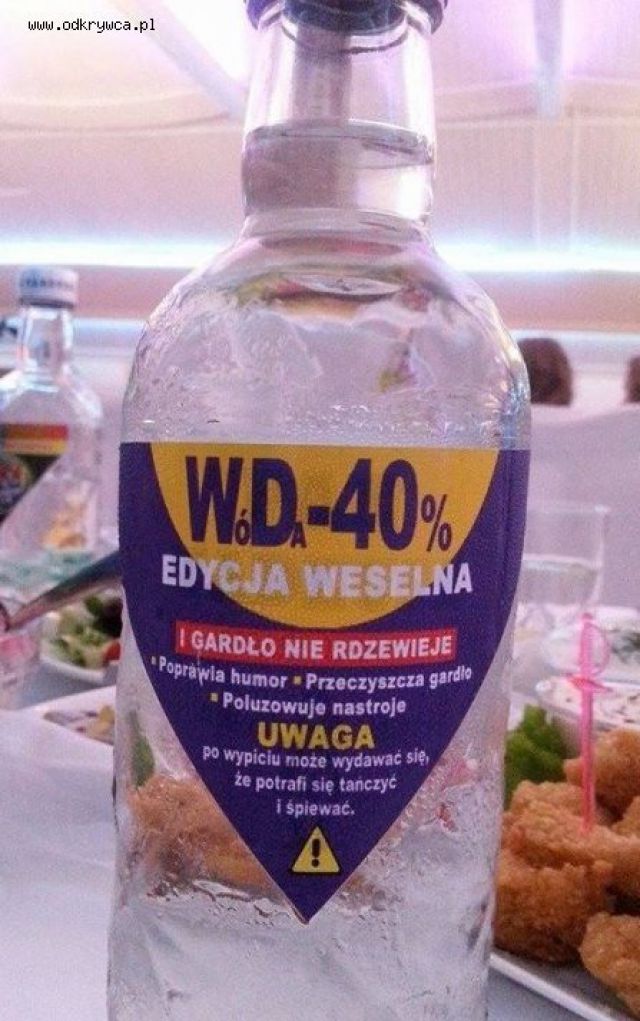 www.odkrywca.pl
WóDA-40%
EDYCJA WESELNA
I GARDŁO NIE RDZEWIEJE
▪Poprawia humor ▪ Przeczyszcza gardło
▪ Poluzowuje nastroje
UWAGA
po wypiciu może wydawać się,
że potrafi się tańczyć
i śpiewać.
!